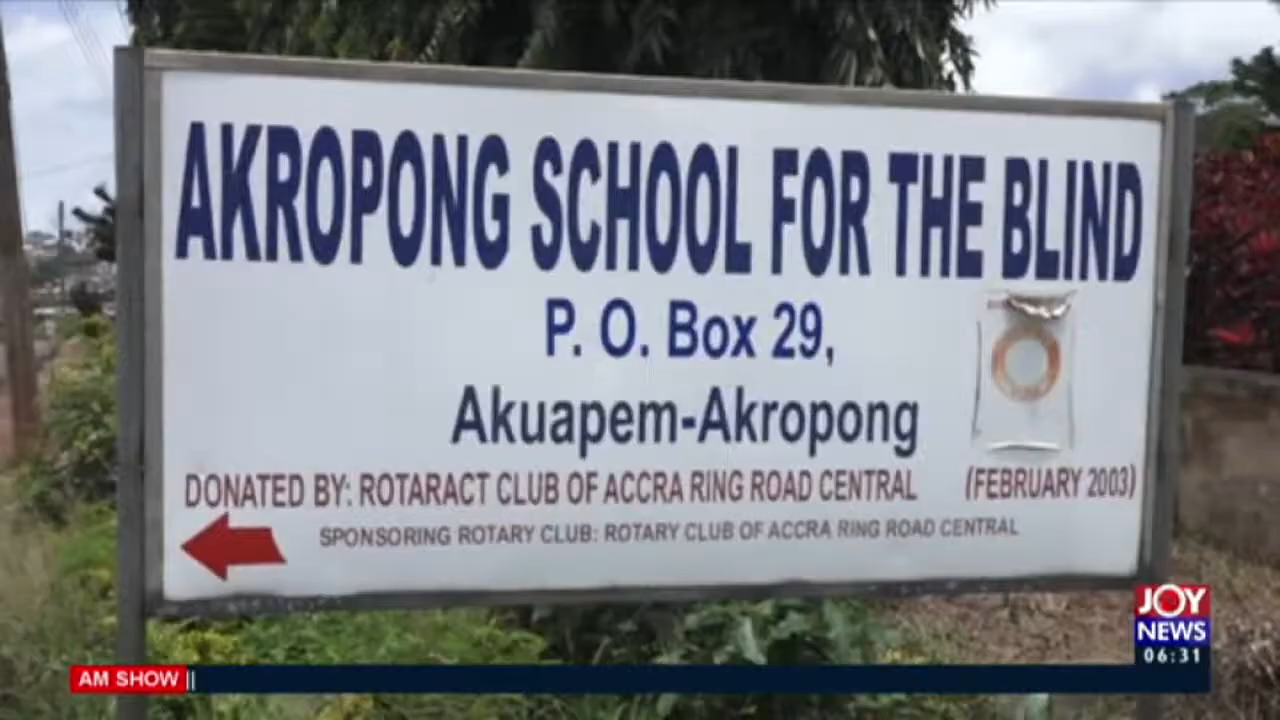 AKROPONG SCHOOL FOR THE BLIND
P. O. Box 29,
Akuapem-Akropong
DONATED BY: ROTARACT CLUB OF ACCRA RING ROAD CENTRAL (FEBRUARY 2003)
SPONSORING ROTARY CLUB: ROTARY CLUB OF ACCRA RING ROAD CENTRAL
JOY
NEWS
06:31
AM SHOW